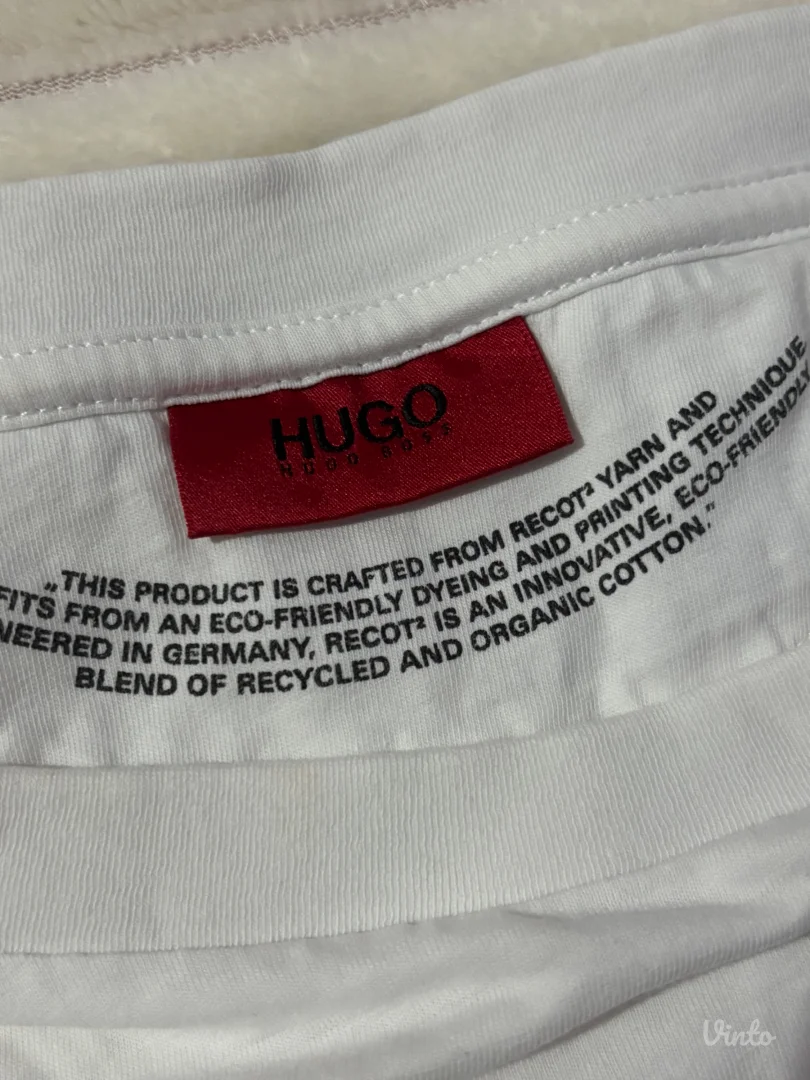 HUGO
HUGO BOSS
„THIS PRODUCT IS CRAFTED FROM RECOT² YARN AND
FITS FROM AN ECO-FRIENDLY DYEING AND PRINTING TECHNIQUE
NEERED IN GERMANY, RECOT² IS AN INNOVATIVE, ECO-FRIENDLY
BLEND OF RECYCLED AND ORGANIC COTTON."
Vinto